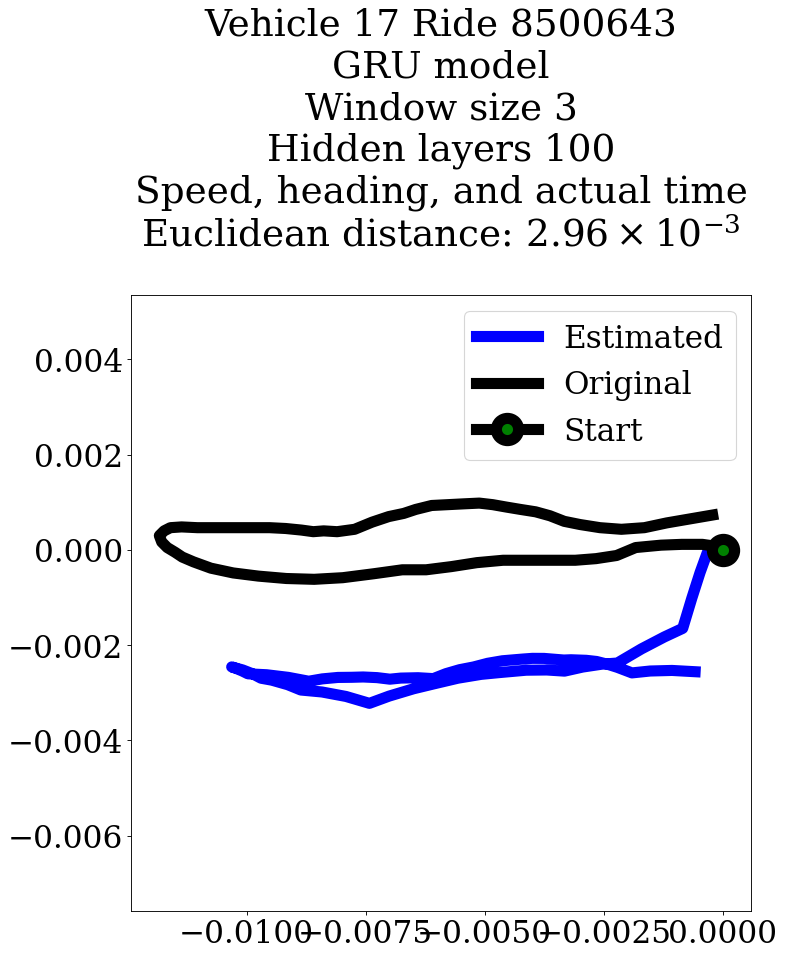 Vehicle 17 Ride 8500643
GRU model
Window size 3
Hidden layers 100
Speed, heading, and actual time
Euclidean distance: 2.96 × 10⁻³
Estimated
Original
Start
0.004
0.002
0.000
−0.002
−0.004
−0.006
−0.0100 −0.0075 −0.0050 −0.0025 0.0000